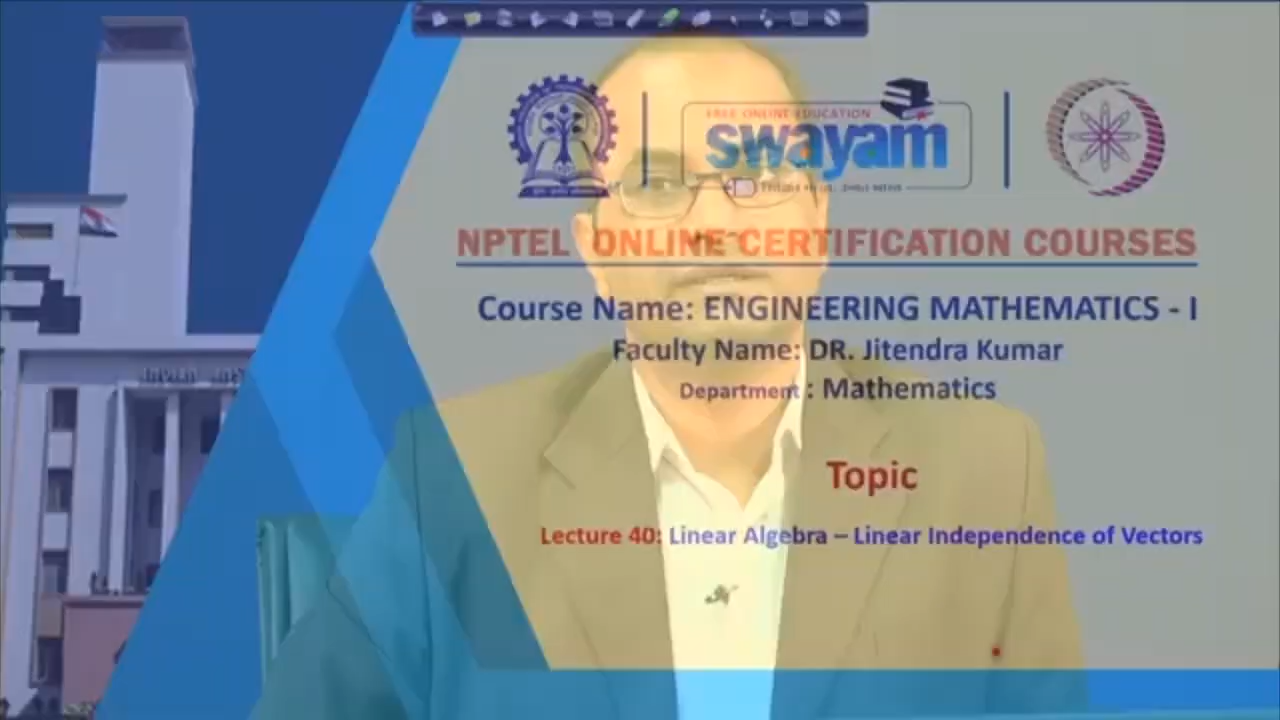 FREE ONLINE EDUCATION
swayam
NPTEL ONLINE CERTIFICATION COURSES
Course Name: ENGINEERING MATHEMATICS - I
Faculty Name: DR. Jitendra Kumar
Department : Mathematics
Topic
Lecture 40: Linear Algebra – Linear Independence of Vectors